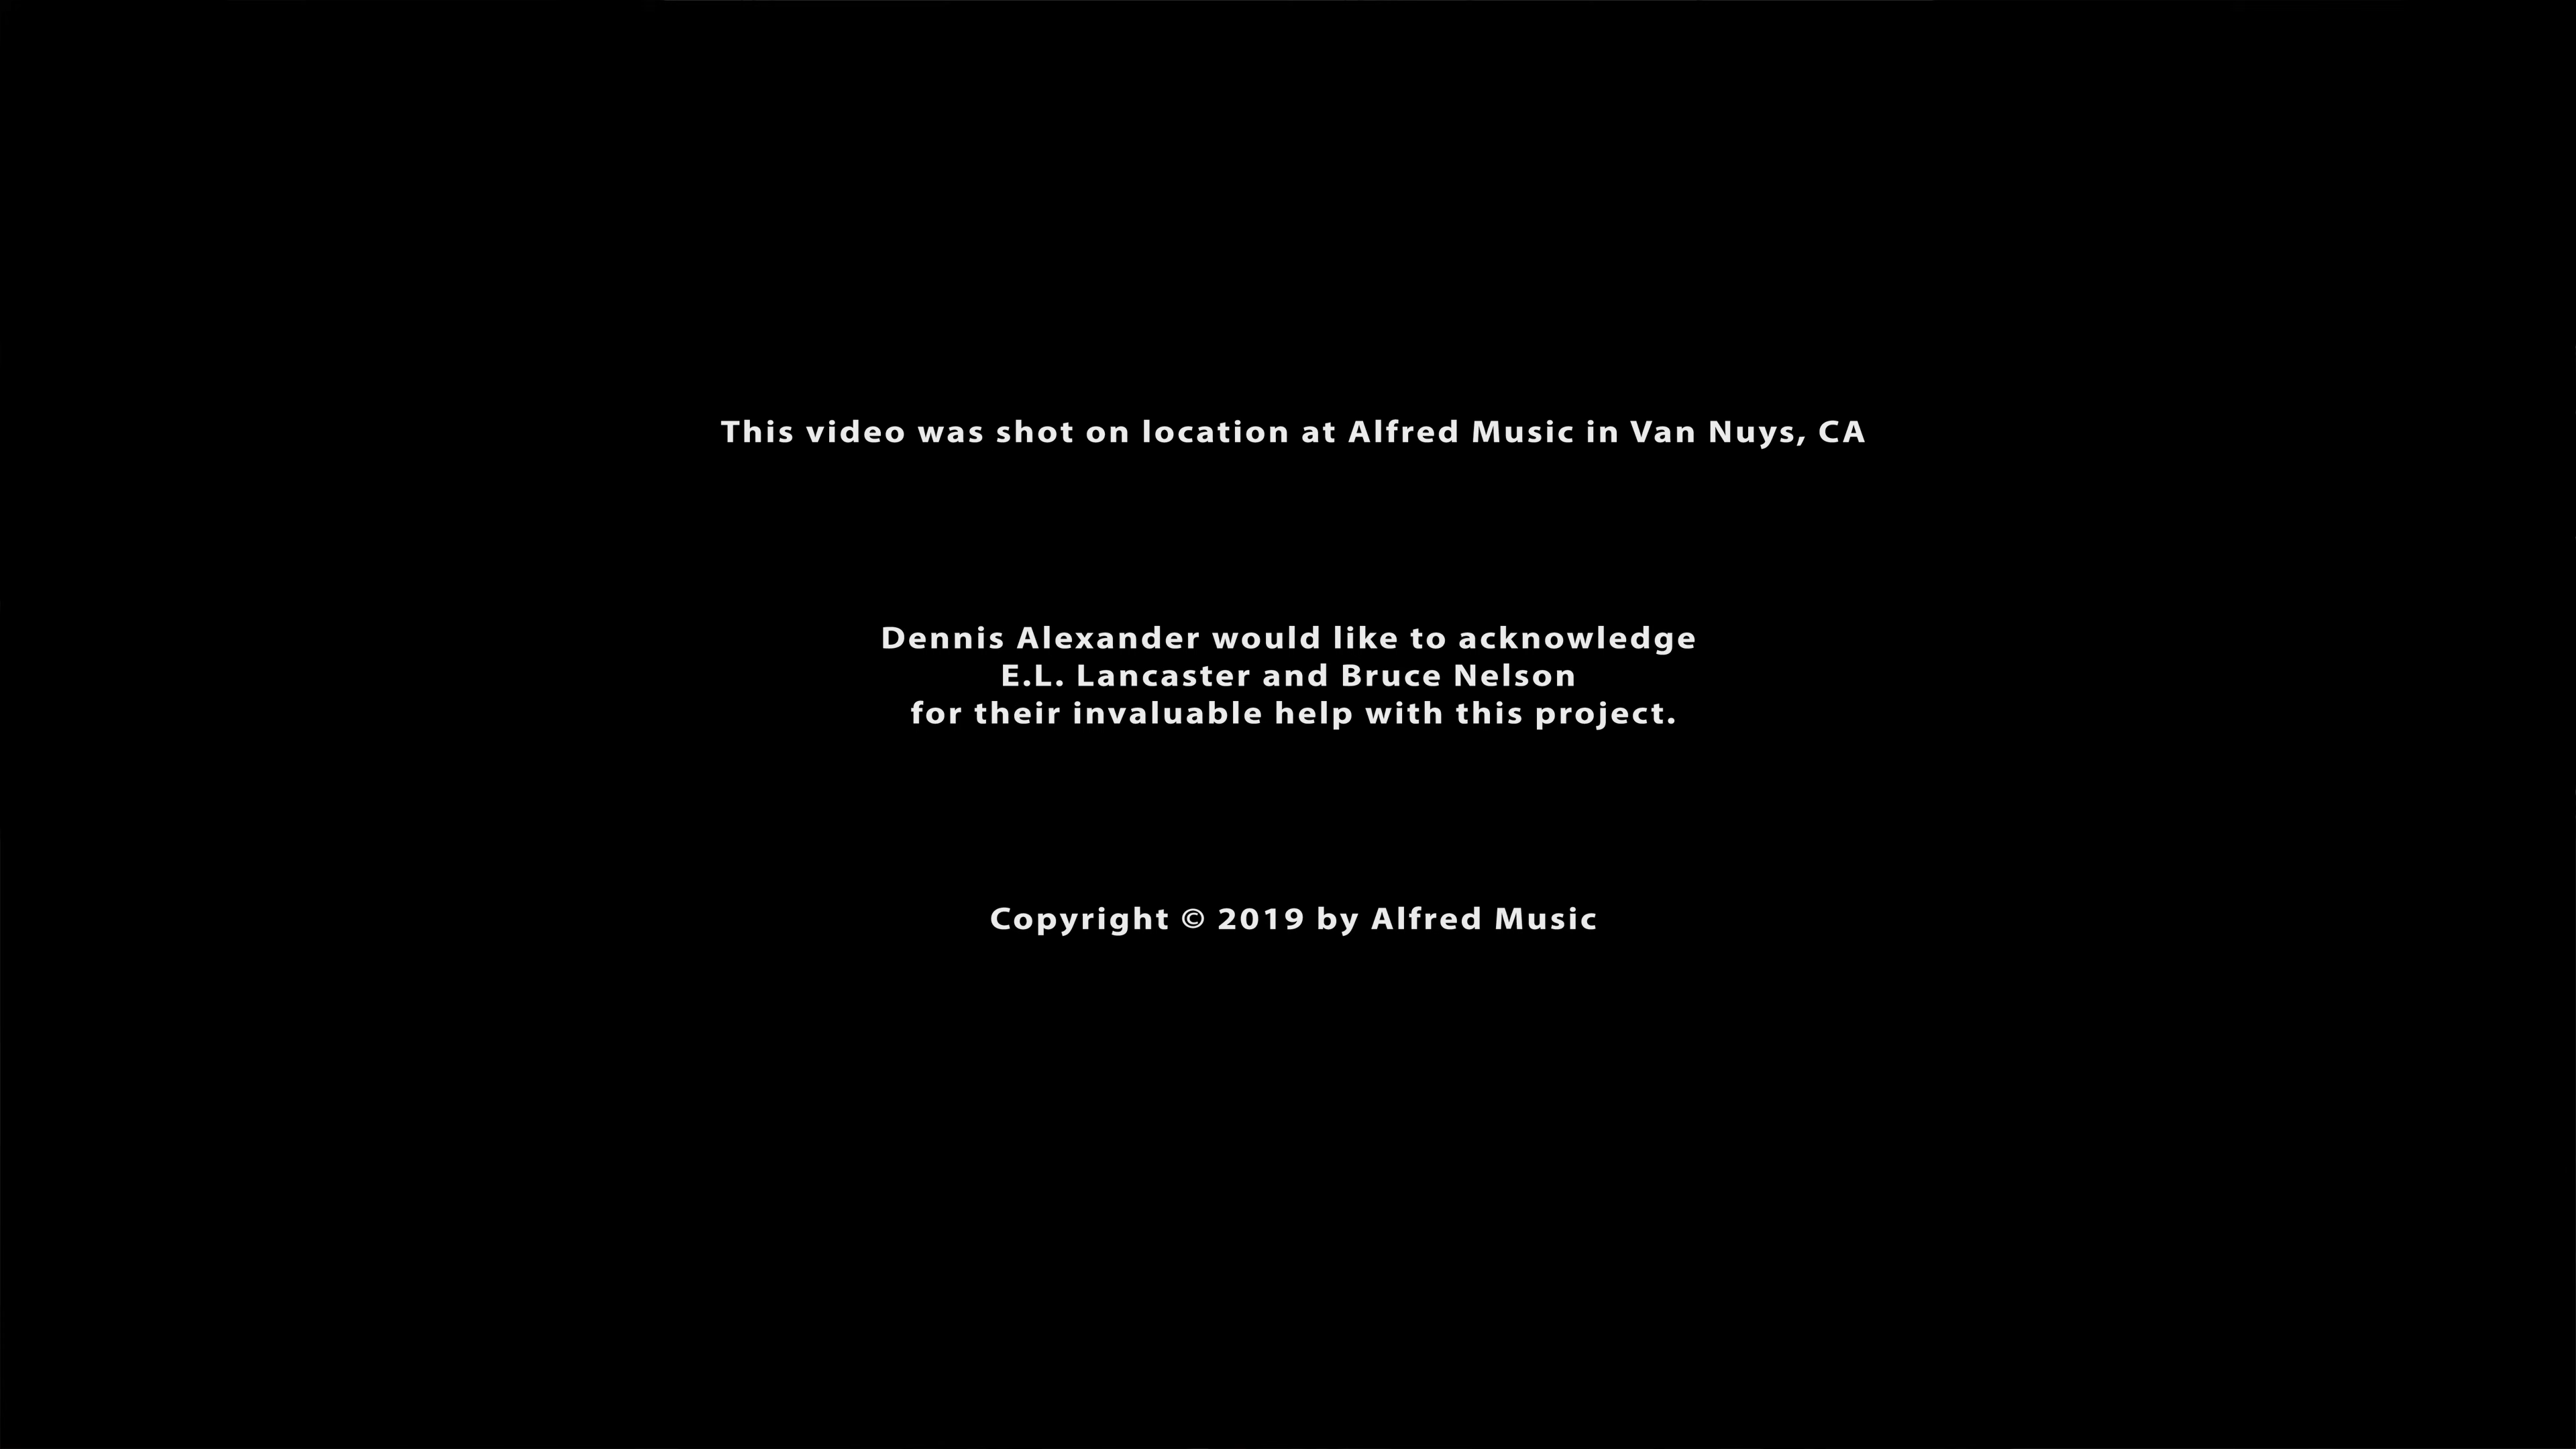 This video was shot on location at Alfred Music in Van Nuys, CA
Dennis Alexander would like to acknowledge
E.L. Lancaster and Bruce Nelson
for their invaluable help with this project.
Copyright © 2019 by Alfred Music